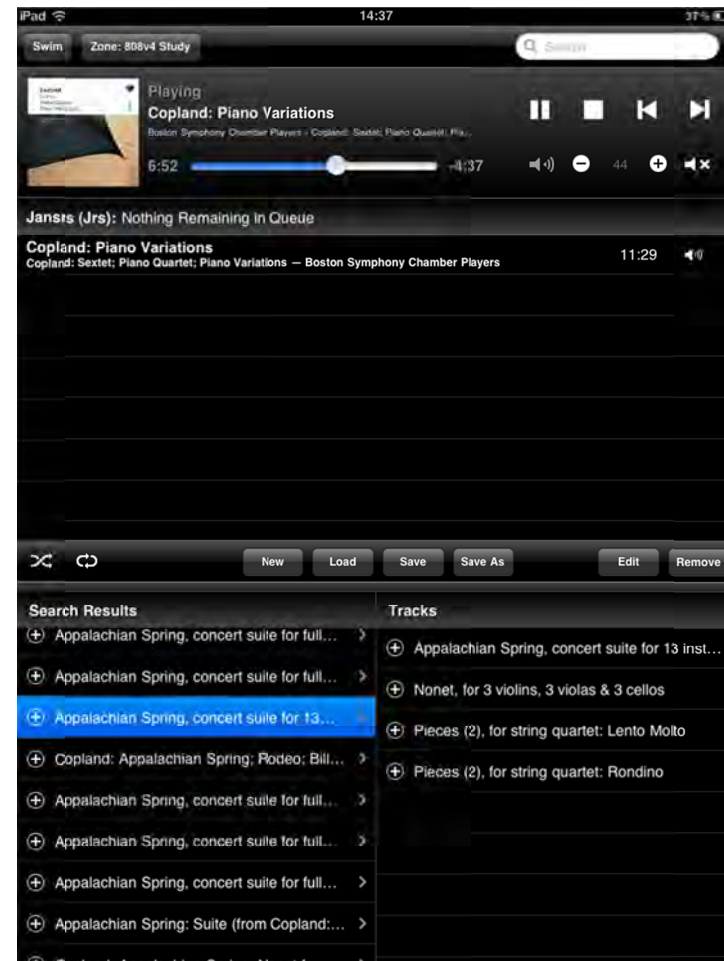 iPad 14:37 37%
Swim Zone: 808v4 Study Search
Playing
Copland: Piano Variations
Boston Symphony Chamber Players - Copland: Sextet; Piano Quartet; Pia...
6:52 -4:37 44
Jansrs (Jrs): Nothing Remaining In Queue
Copland: Piano Variations 11:29
Copland: Sextet; Piano Quartet; Piano Variations — Boston Symphony Chamber Players
New Load Save Save As Edit Remove
Search Results
Appalachian Spring, concert suite for full...
Appalachian Spring, concert suite for full...
Appalachian Spring, concert suite for 13...
Copland: Appalachian Spring; Rodeo; Bill...
Appalachian Spring, concert suite for full...
Appalachian Spring, concert suite for full...
Appalachian Spring, concert suite for full...
Appalachian Spring: Suite (from Copland:...
Tracks
Appalachian Spring, concert suite for 13 inst...
Nonet, for 3 violins, 3 violas & 3 cellos
Pieces (2), for string quartet: Lento Molto
Pieces (2), for string quartet: Rondino